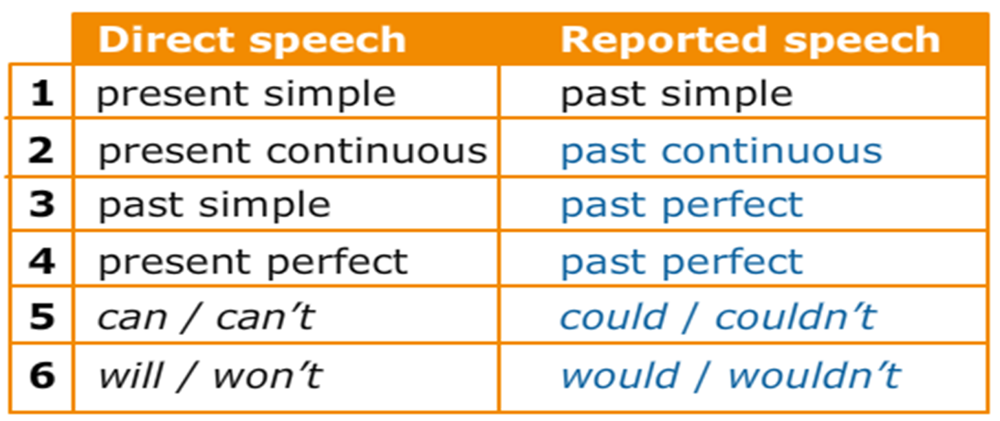 Direct speech Reported speech
1 present simple past simple
2 present continuous past continuous
3 past simple past perfect
4 present perfect past perfect
5 can / can’t could / couldn’t
6 will / won’t would / wouldn’t